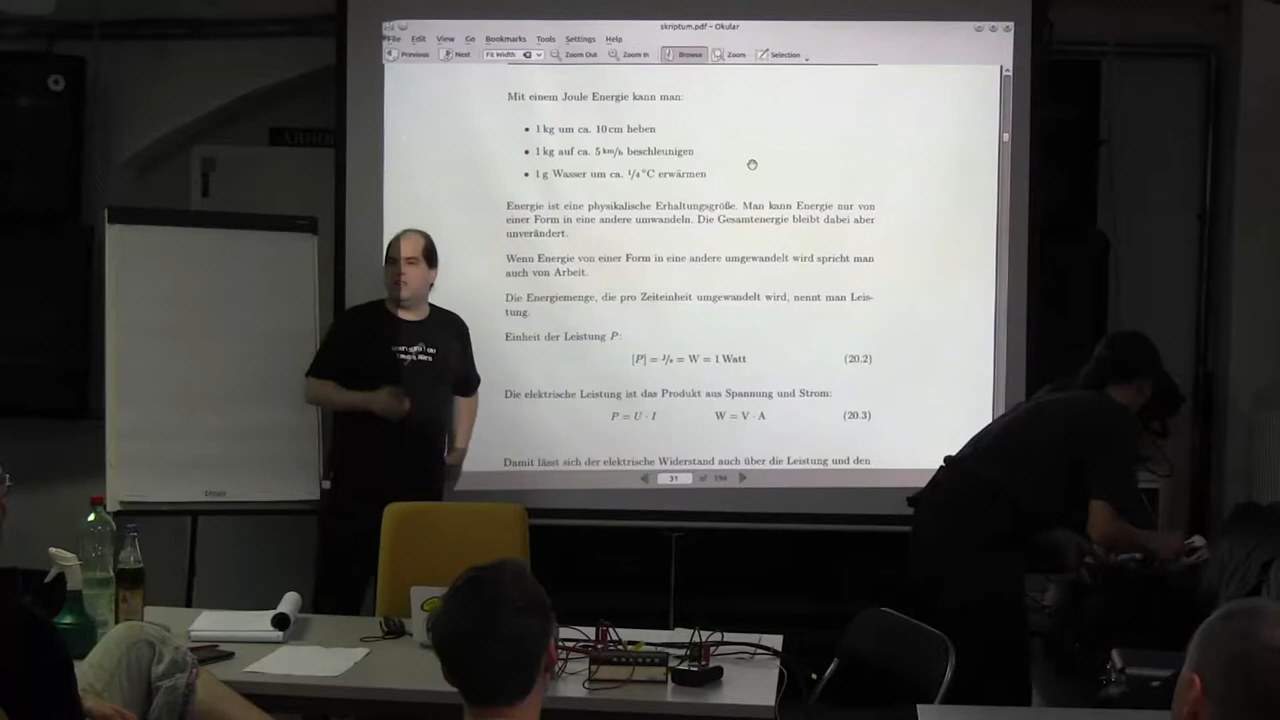 skriptum.pdf – Okular
File Edit View Go Bookmarks Tools Settings Help
Previous Next Fit Width Zoom Out Zoom In Browse Zoom Selection
Mit einem Joule Energie kann man:
• 1 kg um ca. 10 cm heben
• 1 kg auf ca. 5 km/h beschleunigen
• 1 g Wasser um ca. 1/4 °C erwärmen
Energie ist eine physikalische Erhaltungsgröße. Man kann Energie nur von
einer Form in eine andere umwandeln. Die Gesamtenergie bleibt dabei aber
unverändert.
Wenn Energie von einer Form in eine andere umgewandelt wird spricht man
auch von Arbeit.
Die Energiemenge, die pro Zeiteinheit umgewandelt wird, nennt man Leis-
tung.
Einheit der Leistung P:
[P] = J/s = W = 1 Watt (20.2)
Die elektrische Leistung ist das Produkt aus Spannung und Strom:
P = U · I W = V · A (20.3)
Damit lässt sich der elektrische Widerstand auch über die Leistung und den
31 of 194